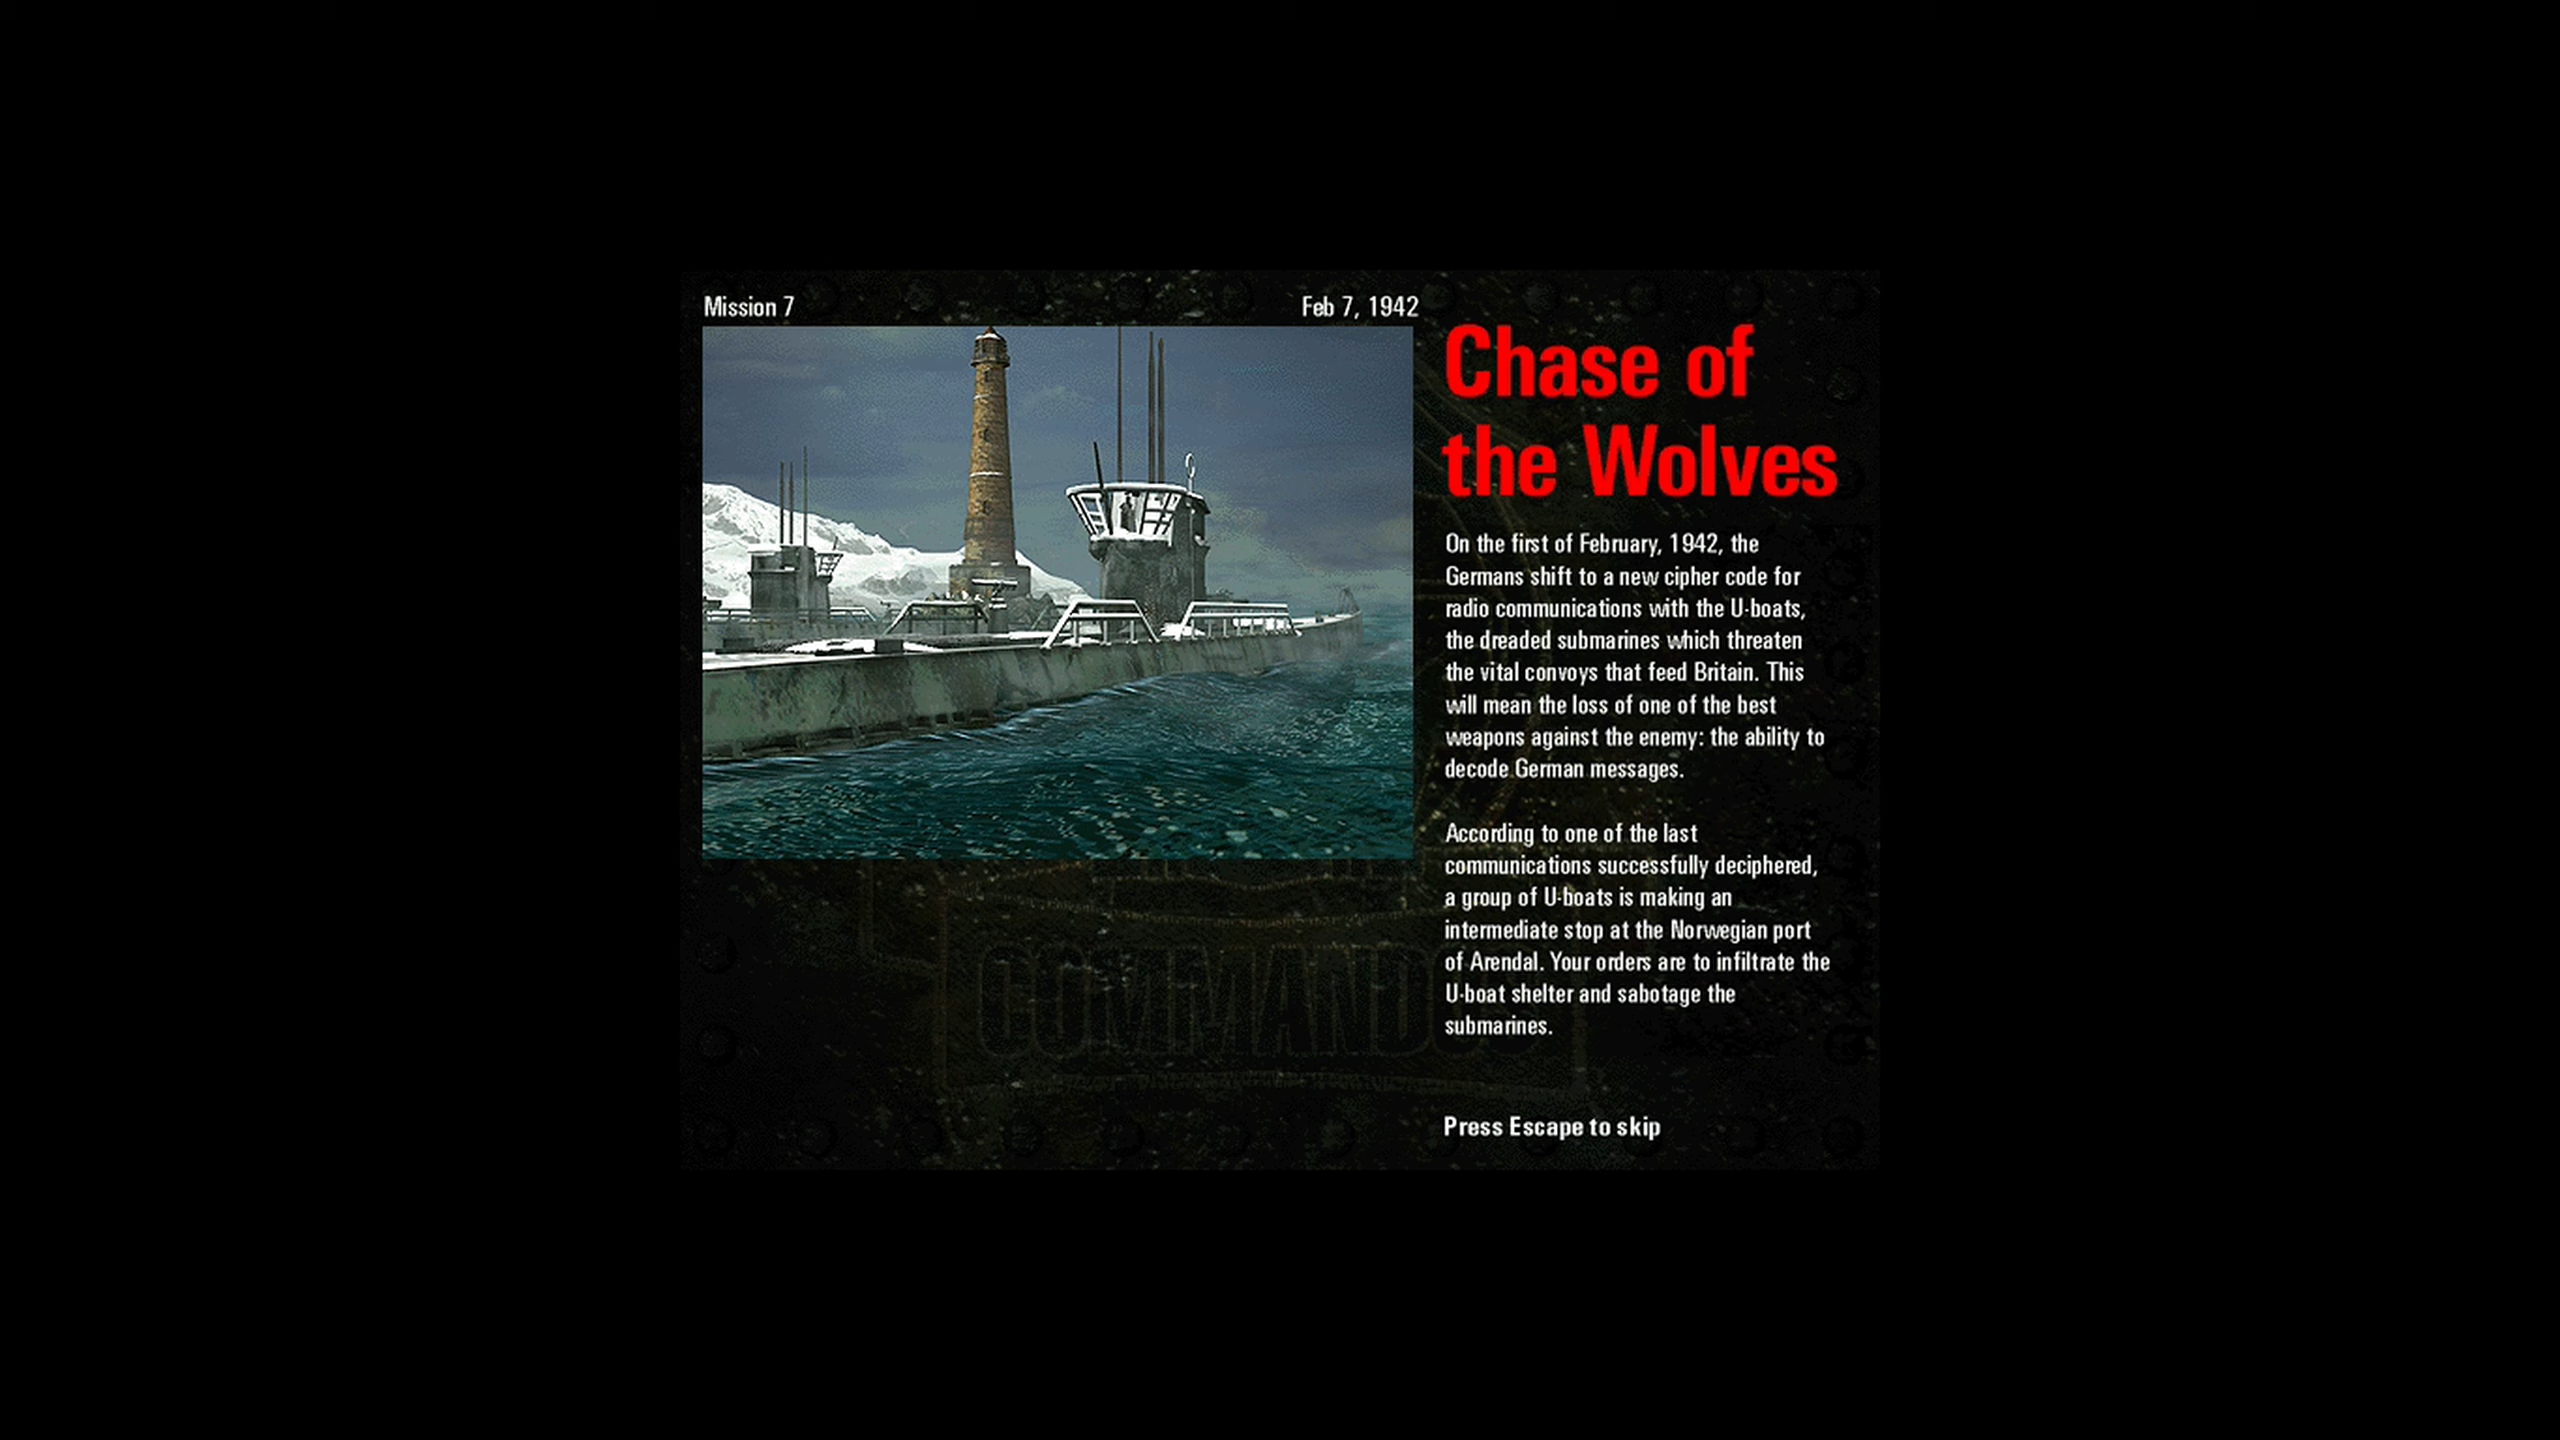 Mission 7
Feb 7, 1942
Chase of
the Wolves
On the first of February, 1942, the
Germans shift to a new cipher code for
radio communications with the U-boats,
the dreaded submarines which threaten
the vital convoys that feed Britain. This
will mean the loss of one of the best
weapons against the enemy: the ability to
decode German messages.
According to one of the last
communications successfully deciphered,
a group of U-boats is making an
intermediate stop at the Norwegian port
of Arendal. Your orders are to infiltrate the
U-boat shelter and sabotage the
submarines.
COMMANDOS
Press Escape to skip